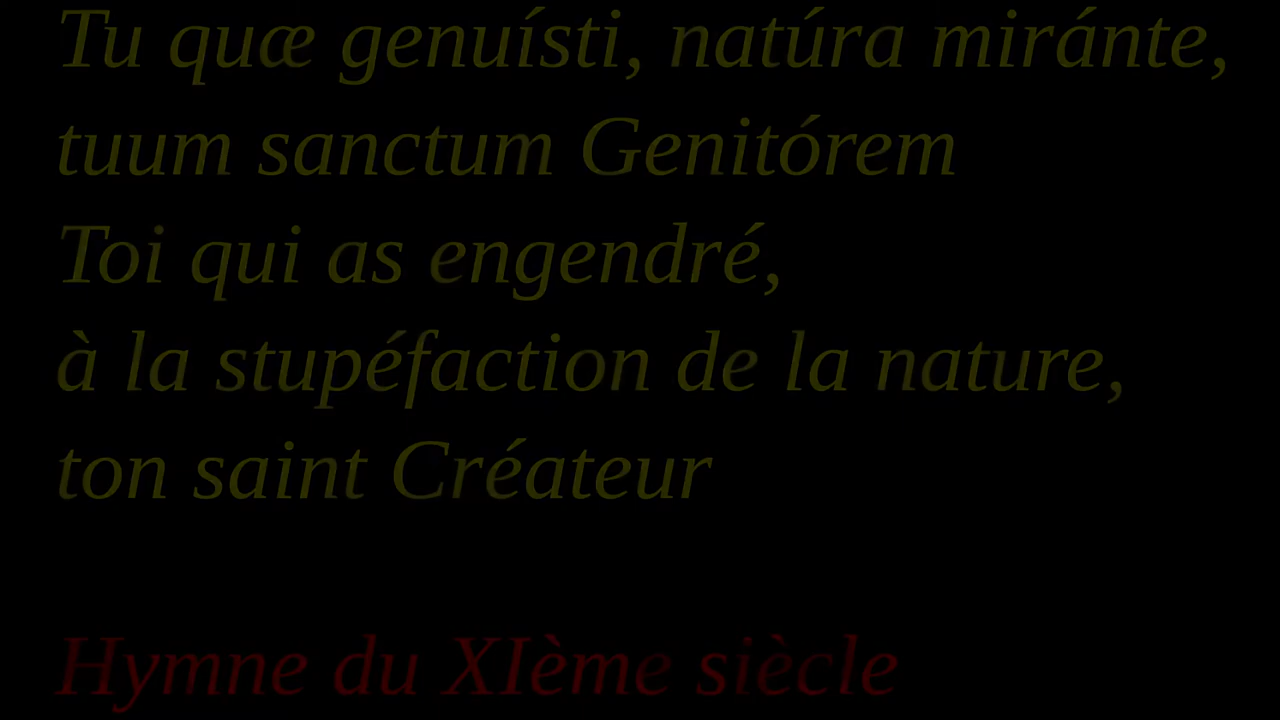 Tu quæ genuísti, natúra miránte,
tuum sanctum Genitórem
Toi qui as engendré,
à la stupéfaction de la nature,
ton saint Créateur
Hymne du XIème siècle